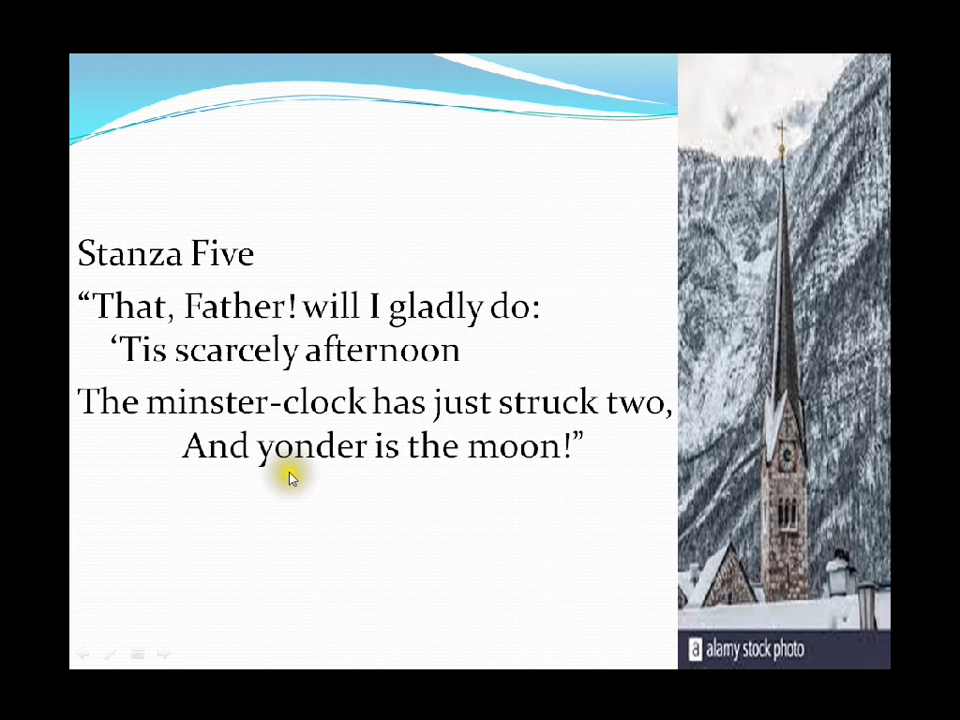 Stanza Five
“That, Father! will I gladly do:
‘Tis scarcely afternoon
The minster-clock has just struck two,
And yonder is the moon!”
a alamy stock photo